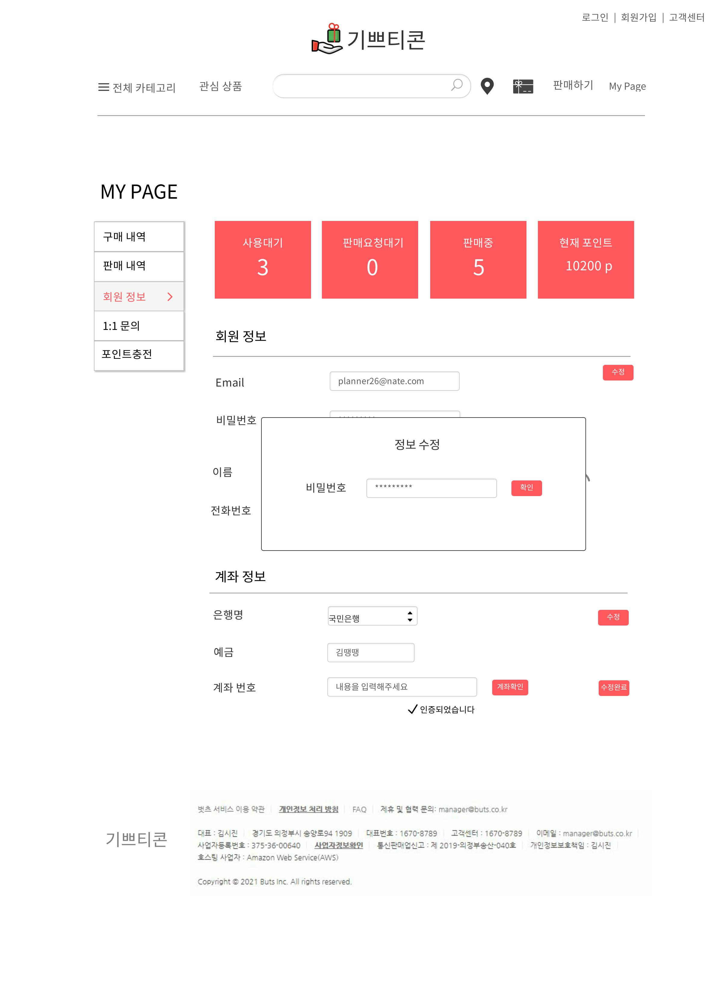 로그인 | 회원가입 | 고객센터
기쁘티콘
전체 카테고리 관심 상품 판매하기 My Page
MY PAGE
구매 내역
판매 내역
회원 정보
1:1 문의
포인트충전
사용대기
3
판매요청대기
0
판매중
5
현재 포인트
10200 p
회원 정보
수정
Email planner26@nate.com
비밀번호
정보 수정
이름
비밀번호 ********* 확인
전화번호
계좌 정보
은행명 국민은행 수정
예금 김땡땡
계좌 번호 내용을 입력해주세요 계좌확인 수정완료
인증되었습니다
벗츠 서비스 이용 약관 개인정보 처리 방침 FAQ 제휴 및 협력 문의: manager@buts.co.kr
기쁘티콘
대표 : 김시진 경기도 의정부시 송양로94 1909 대표번호 : 1670-8789 고객센터 : 1670-8789 이메일 : manager@buts.co.kr
사업자등록번호 : 375-36-00640 사업자정보확인 통신판매업신고 : 제 2019-의정부송산-040호 개인정보보호책임 : 김시진
호스팅 사업자 : Amazon Web Service(AWS)
Copyright © 2021 Buts Inc. All rights reserved.